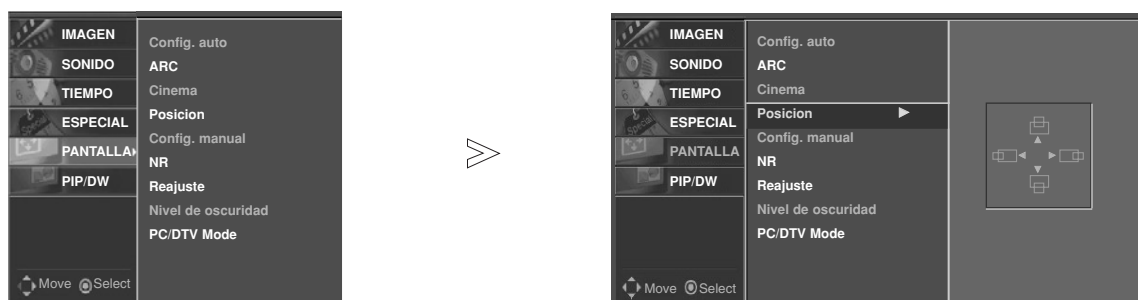 IMAGEN
SONIDO
TIEMPO
ESPECIAL
PANTALLA
PIP/DW
Config. auto
ARC
Cinema
Posicion
Config. manual
NR
Reajuste
Nivel de oscuridad
PC/DTV Mode
Move Select
IMAGEN
SONIDO
TIEMPO
ESPECIAL
PANTALLA
PIP/DW
Config. auto
ARC
Cinema
Posicion
Config. manual
NR
Reajuste
Nivel de oscuridad
PC/DTV Mode
Move Select